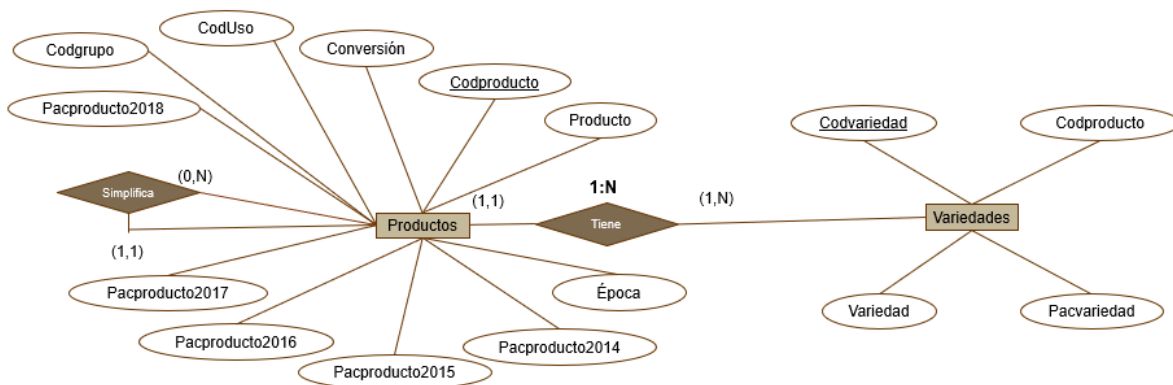 CodUso
Codgrupo
Conversión
Codproducto
Pacproducto2018
Producto
Codvariedad
Codproducto
Simplifica
(0,N)
(1,1)
1:N
(1,N)
Productos
Tiene
Variedades
(1,1)
Pacproducto2017
Época
Variedad
Pacvariedad
Pacproducto2016
Pacproducto2014
Pacproducto2015